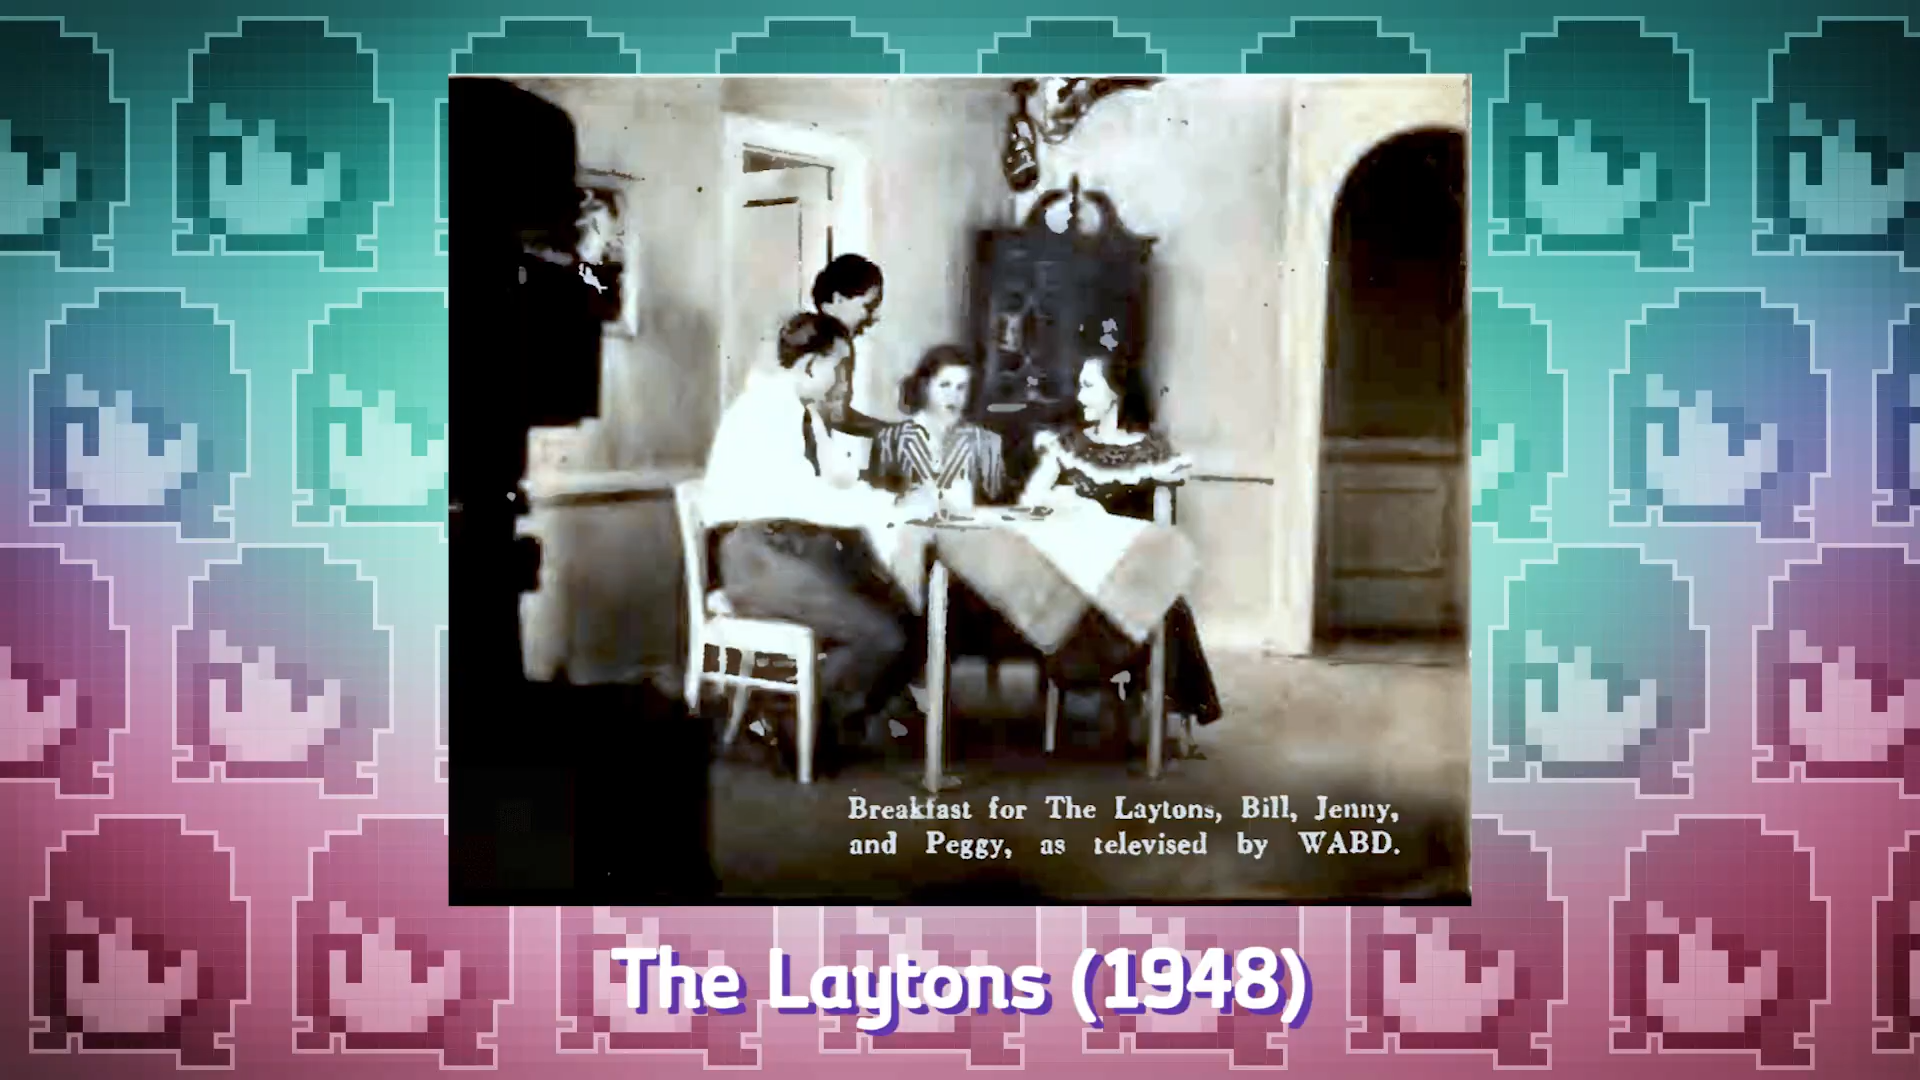 Breakfast for The Laytons, Bill, Jenny,
and Peggy, as televised by WABD.
The Laytons (1948)